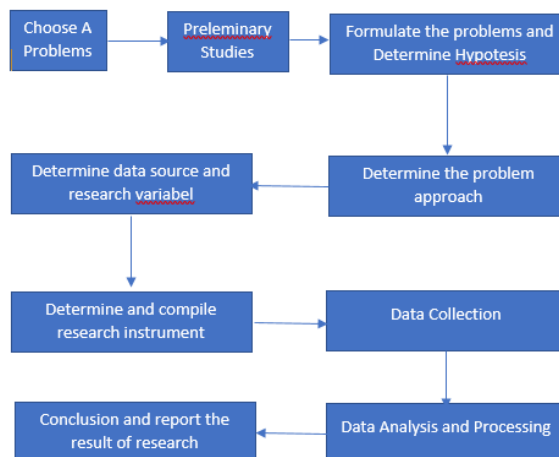 Choose A
Problems
Preleminary
Studies
Formulate the problems and
Determine Hypotesis
Determine the problem
approach
Determine data source and
research variabel
Determine and compile
research instrument
Data Collection
Data Analysis and Processing
Conclusion and report the
result of research